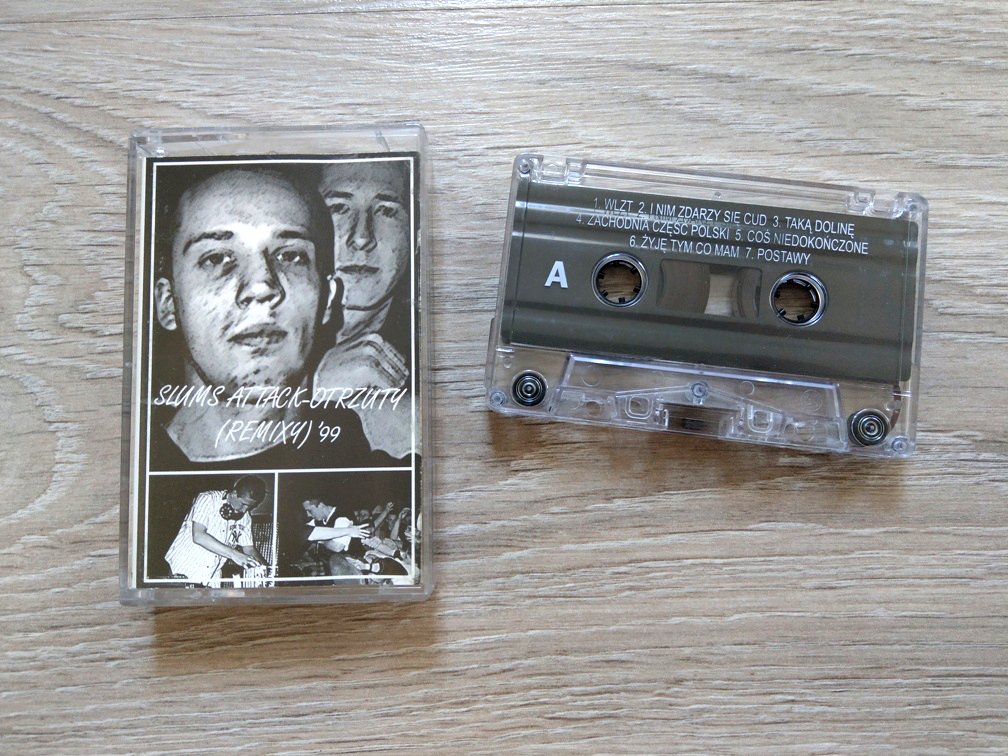 SLUMS ATTACK-OTRZUTY
(REMIXY) '99
1. WLZT 2. I NIM ZDARZY SIĘ CUD 3. TAKĄ DOLINĘ
4. ZACHODNIA CZĘŚĆ POLSKI 5. COŚ NIEDOKOŃCZONE
6. ŻYJĘ TYM CO MAM 7. POSTAWY
A